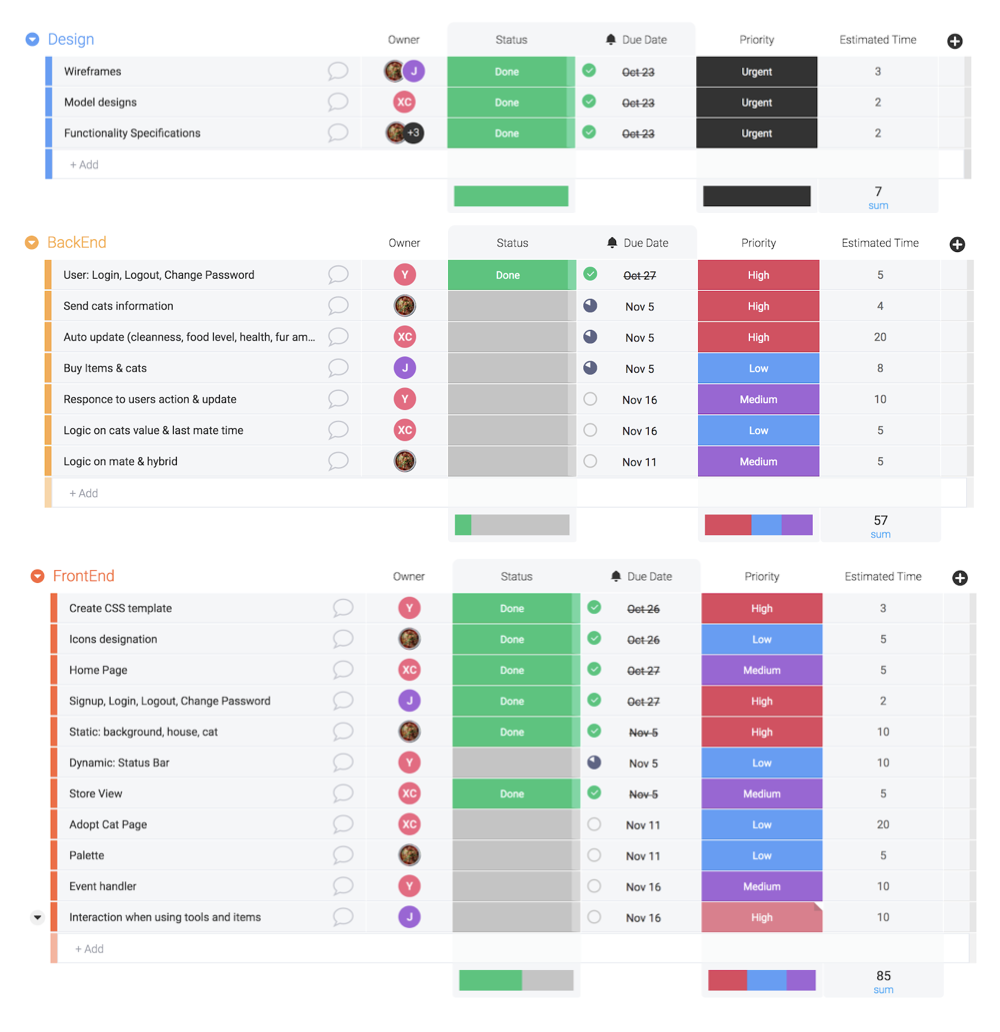 Design Owner Status Due Date Priority Estimated Time
Wireframes J Done Oct 23 Urgent 3
Model designs XC Done Oct 23 Urgent 2
Functionality Specifications +3 Done Oct 23 Urgent 2
+ Add
7
sum
BackEnd Owner Status Due Date Priority Estimated Time
User: Login, Logout, Change Password Y Done Oct 27 High 5
Send cats information Nov 5 High 4
Auto update (cleanness, food level, health, fur am... XC Nov 5 High 20
Buy Items & cats J Nov 5 Low 8
Responce to users action & update Y Nov 16 Medium 10
Logic on cats value & last mate time XC Nov 16 Low 5
Logic on mate & hybrid Nov 11 Medium 5
+ Add
57
sum
FrontEnd Owner Status Due Date Priority Estimated Time
Create CSS template Y Done Oct 26 High 3
Icons designation Done Oct 26 Low 5
Home Page XC Done Oct 27 Medium 5
Signup, Login, Logout, Change Password J Done Oct 27 High 2
Static: background, house, cat Done Nov 5 High 10
Dynamic: Status Bar Y Nov 5 Low 10
Store View XC Done Nov 5 Medium 5
Adopt Cat Page XC Nov 11 Low 20
Palette Nov 11 Low 5
Event handler Y Nov 16 Medium 10
Interaction when using tools and items J Nov 16 High 10
+ Add
85
sum